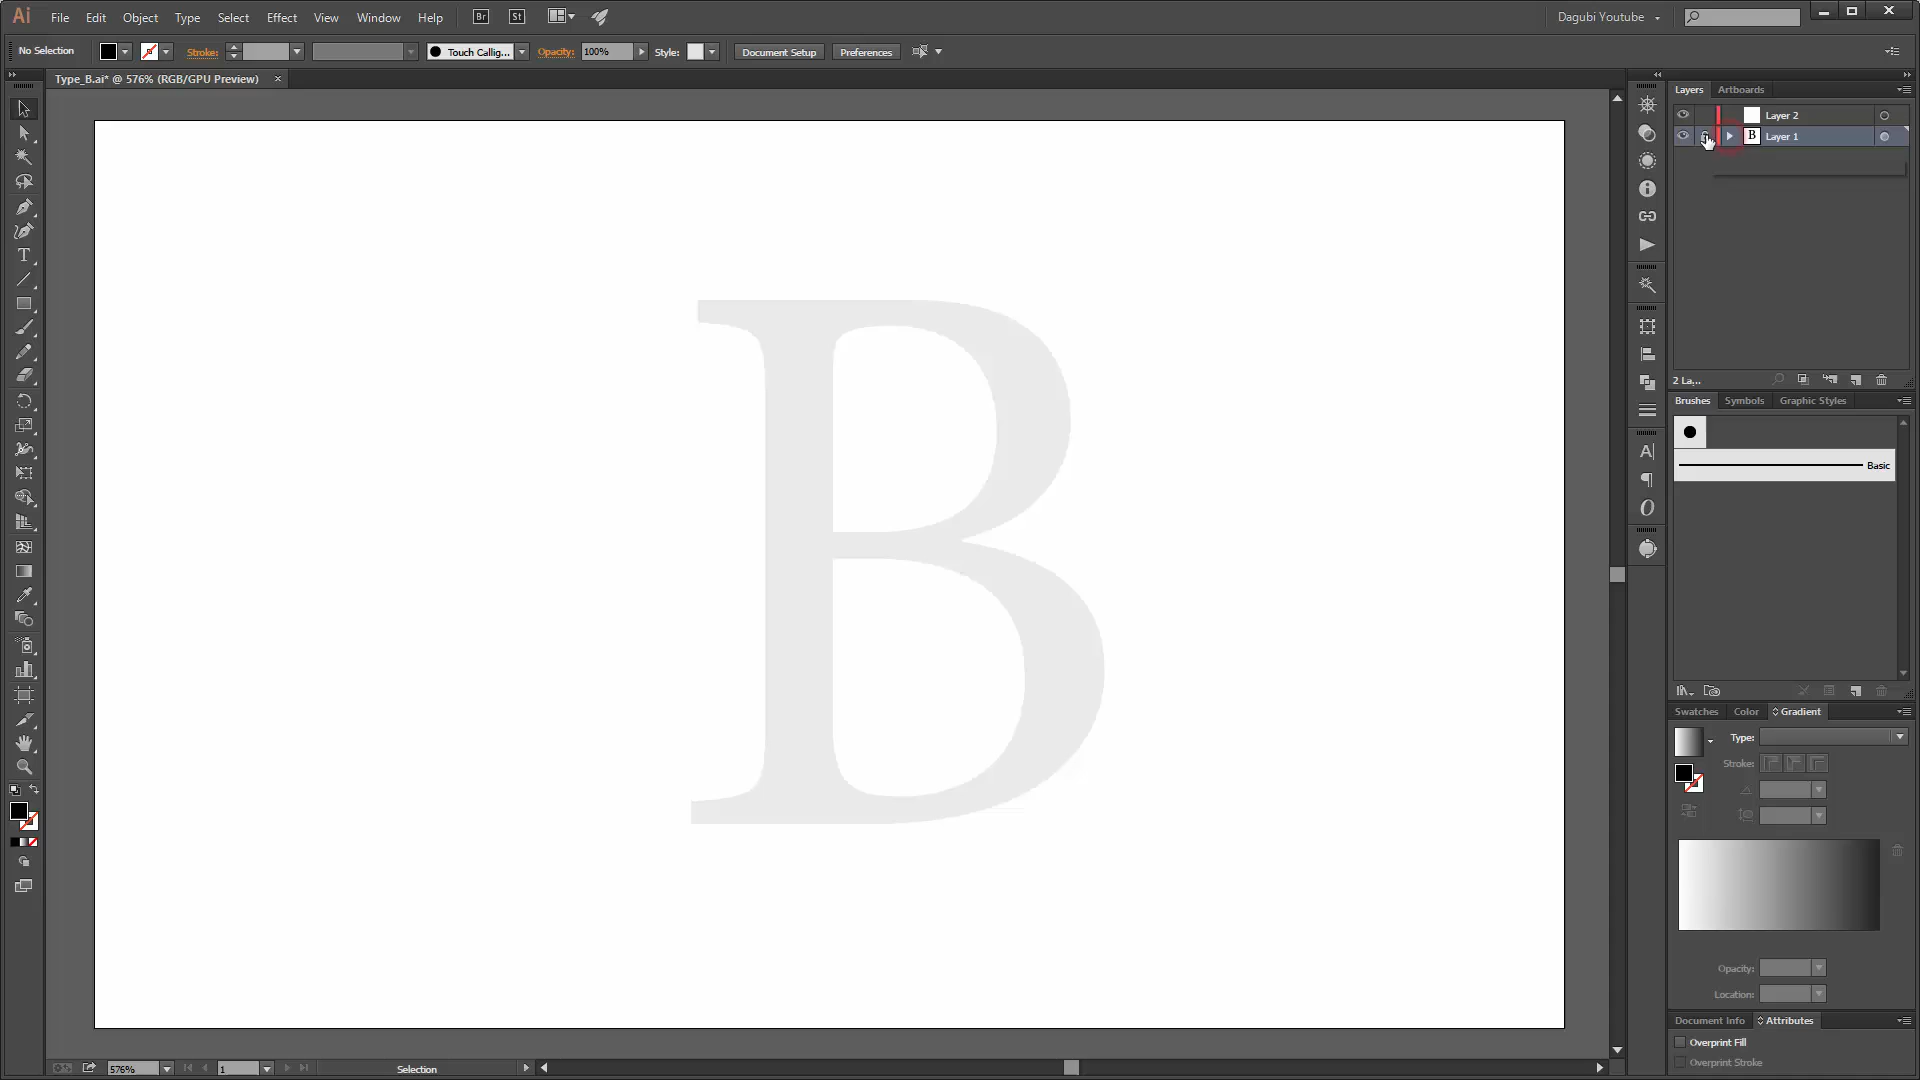 Ai File Edit Object Type Select Effect View Window Help Br St Dagubi Youtube
No Selection Stroke: Touch Callig... Opacity: 100% Style: Document Setup Preferences
Type_B.ai* @ 576% (RGB/GPU Preview)
Layers Artboards
Layer 2
B Layer 1
B
2 La...
Brushes Symbols Graphic Styles
Basic
Swatches Color Gradient
Type:
Stroke:
Opacity:
Location:
Document Info Attributes
Overprint Fill
Overprint Stroke
576% 1 Selection